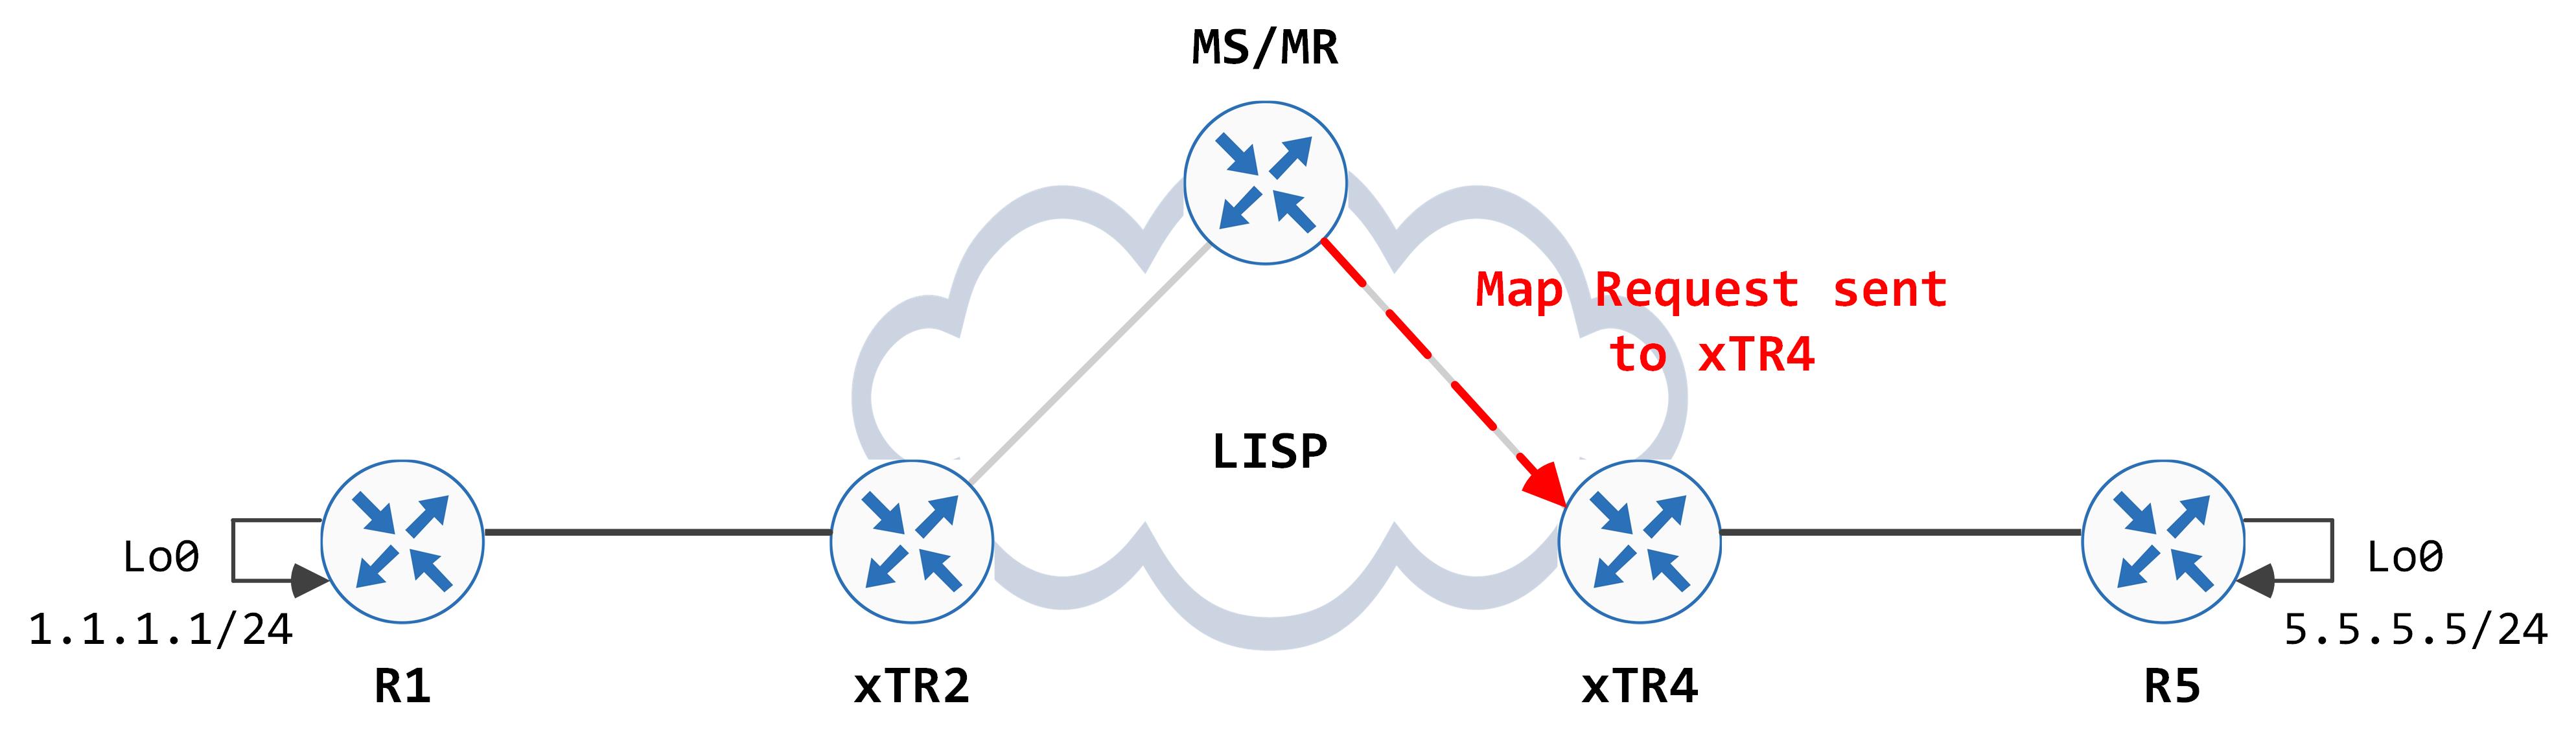 MS/MR
Map Request sent
to xTR4
LISP
Lo0
1.1.1.1/24
R1
xTR2
xTR4
R5
Lo0
5.5.5.5/24